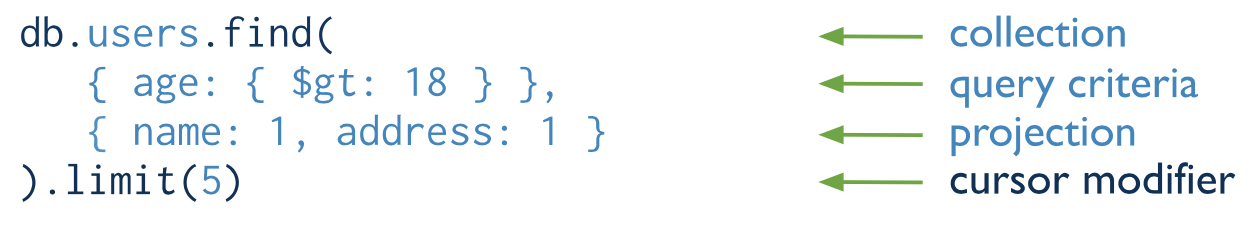 db.users.find( collection
{ age: { $gt: 18 } }, query criteria
{ name: 1, address: 1 } projection
).limit(5) cursor modifier